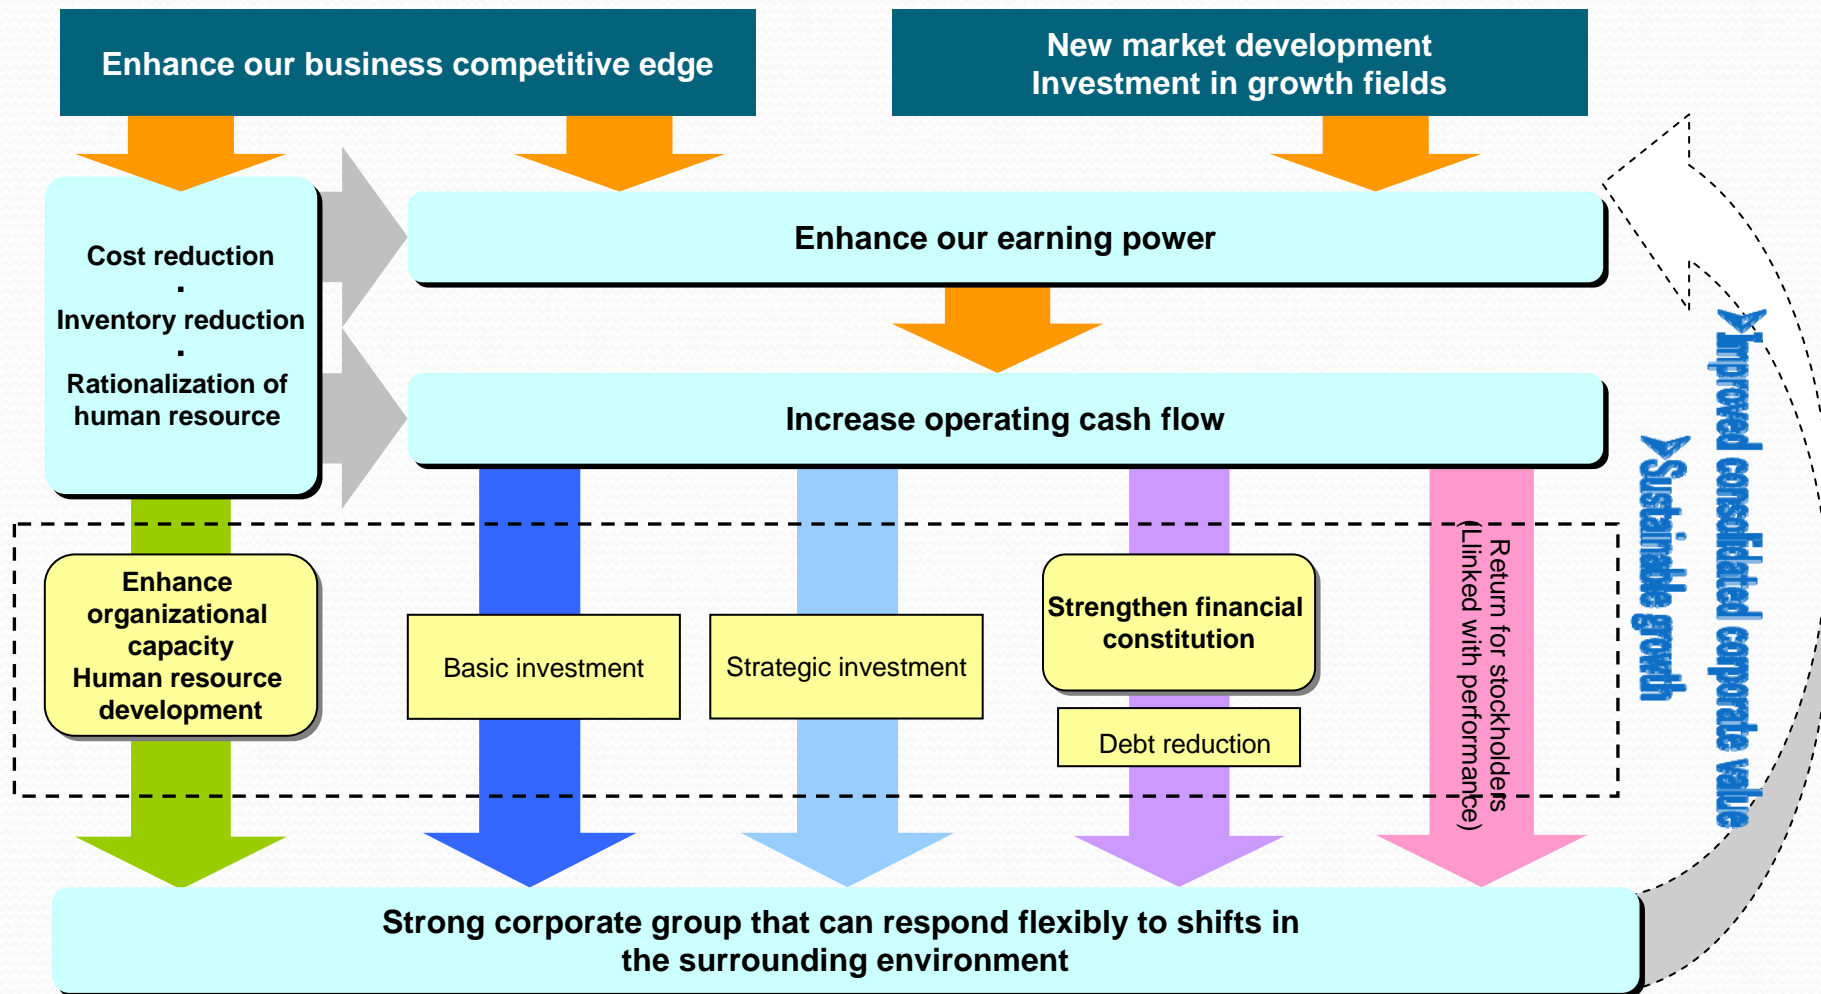 Enhance our business competitive edge
New market development
Investment in growth fields
Cost reduction
·
Inventory reduction
·
Rationalization of
human resource
Enhance our earning power
Increase operating cash flow
Enhance
organizational
capacity
Human resource
development
Basic investment
Strategic investment
Strengthen financial
constitution
Debt reduction
Return for stockholders
(Llinked with performance)
➢Improved consolidated corporate value
➢Sustainable growth
Strong corporate group that can respond flexibly to shifts in
the surrounding environment